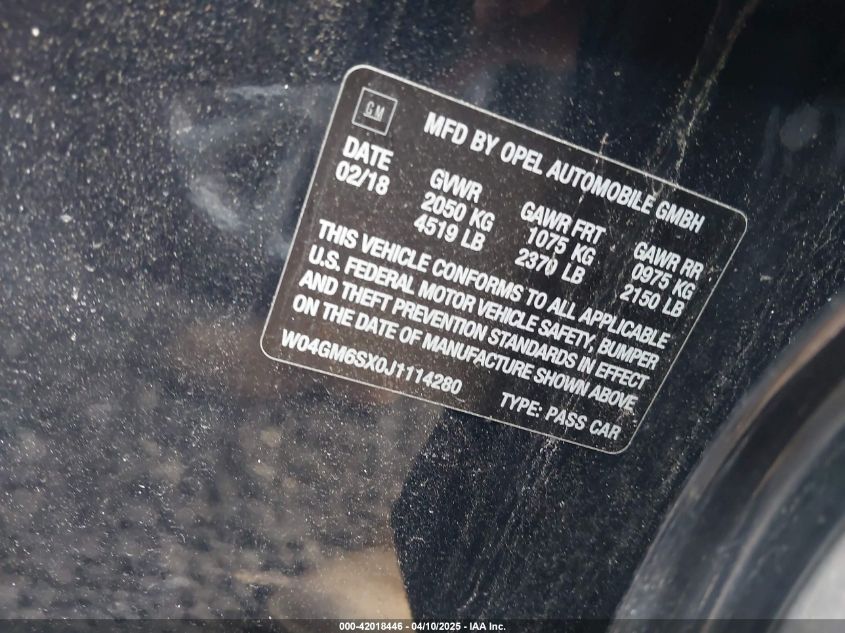 GM
MFD BY OPEL AUTOMOBILE GMBH
DATE
02/18
GVWR
2050 KG
4519 LB
GAWR FRT
1075 KG
2370 LB
GAWR RR
0975 KG
2150 LB
THIS VEHICLE CONFORMS TO ALL APPLICABLE
U.S. FEDERAL MOTOR VEHICLE SAFETY, BUMPER
AND THEFT PREVENTION STANDARDS IN EFFECT
ON THE DATE OF MANUFACTURE SHOWN ABOVE
W04GM6SX0J1114280
TYPE: PASS CAR
000-42018446 - 04/10/2025 - IAA Inc.